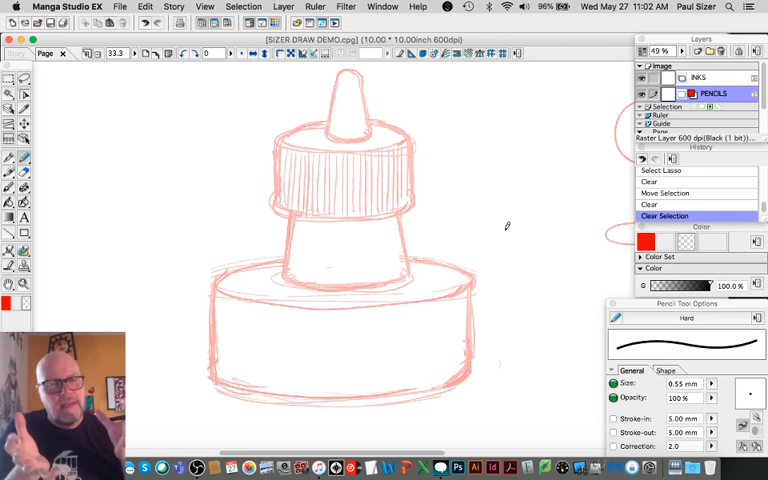 Manga Studio EX File Edit Story View Selection Layer Ruler Filter Window Help 96% Wed May 27 11:02 AM Paul Sizer
[SIZER DRAW DEMO.cpg] (10.00 * 10.00inch 600dpi)
Page 33.3 0
Layers
49 %
Image
INKS
PENCILS
Selection
Ruler
Guide
Raster Layer 600 dpi(Black (1 bit)...
History
Select Lasso
Clear
Move Selection
Clear
Clear Selection
Color
Color Set
Color
G 100.0 %
Pencil Tool Options
Hard
General Shape
Size: 0.55 mm
Opacity: 100 %
Stroke-in: 5.00 mm
Stroke-out: 5.00 mm
Correction: 2.0